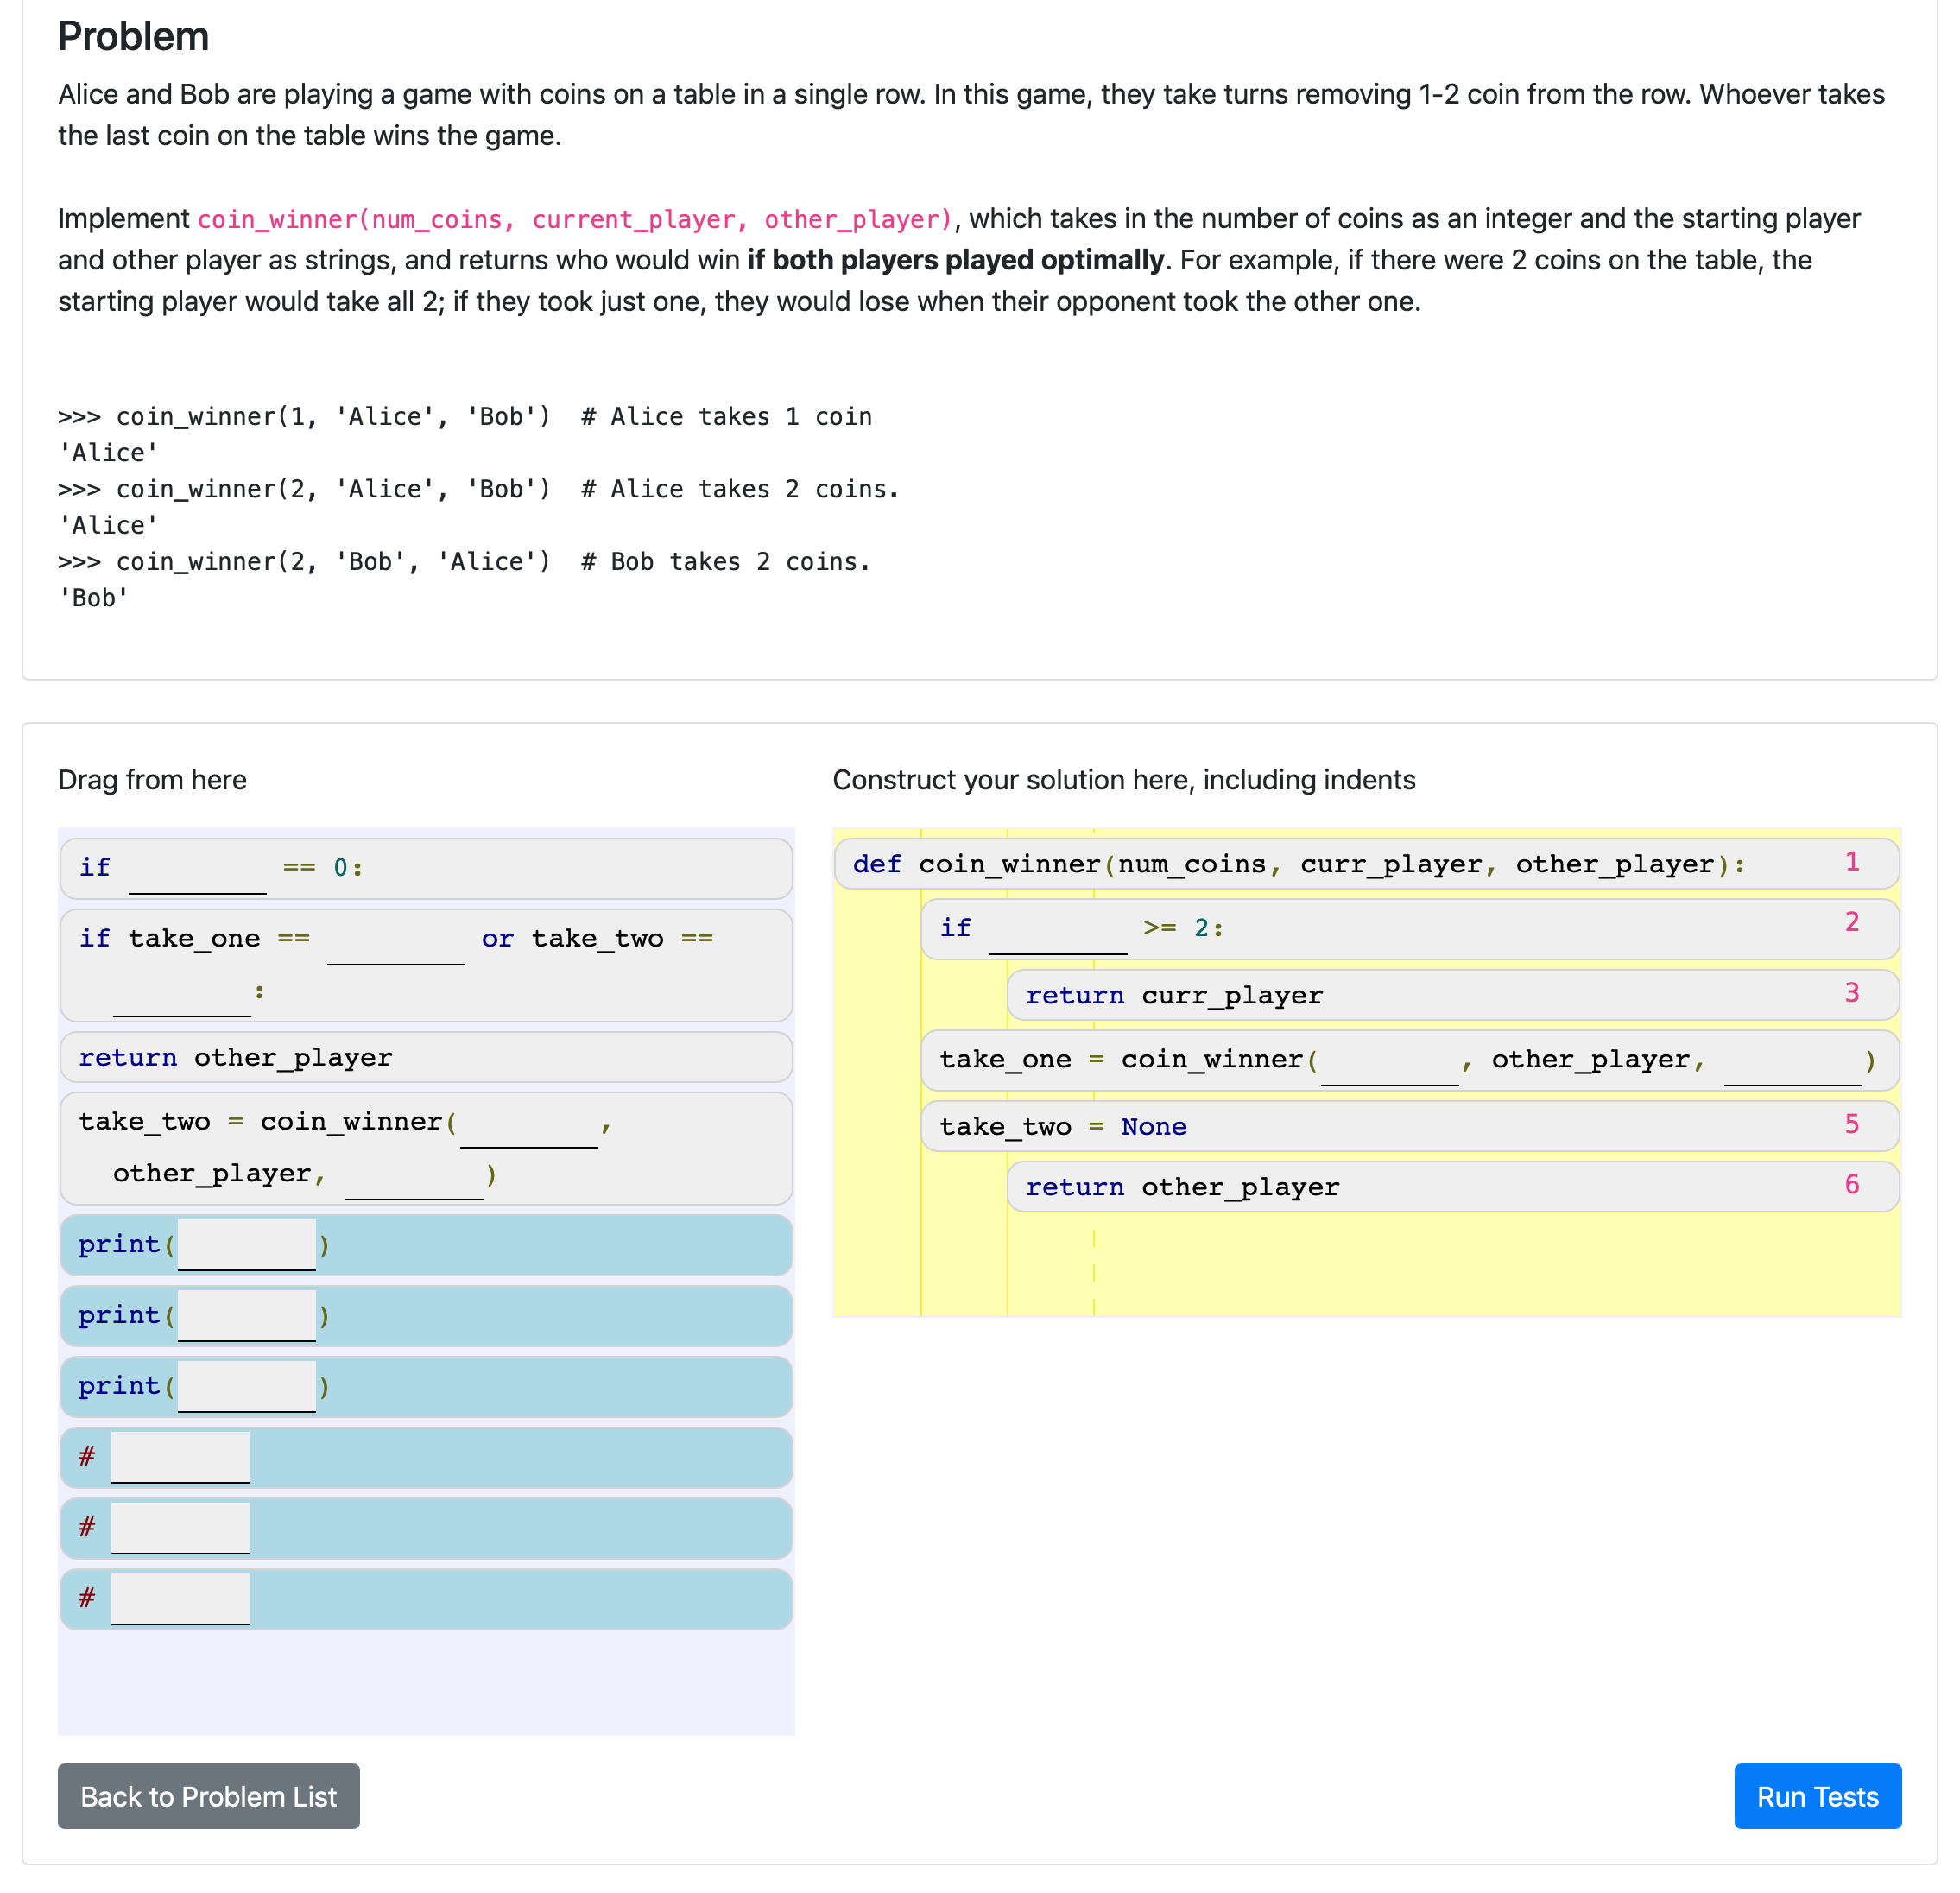 Problem
Alice and Bob are playing a game with coins on a table in a single row. In this game, they take turns removing 1-2 coin from the row. Whoever takes
the last coin on the table wins the game.
Implement coin_winner(num_coins, current_player, other_player), which takes in the number of coins as an integer and the starting player
and other player as strings, and returns who would win if both players played optimally. For example, if there were 2 coins on the table, the
starting player would take all 2; if they took just one, they would lose when their opponent took the other one.
>>> coin_winner(1, 'Alice', 'Bob')  # Alice takes 1 coin
'Alice'
>>> coin_winner(2, 'Alice', 'Bob')  # Alice takes 2 coins.
'Alice'
>>> coin_winner(2, 'Bob', 'Alice')  # Bob takes 2 coins.
'Bob'
Drag from here
if ________ == 0:
if take_one == ________ or take_two ==
________:
return other_player
take_two = coin_winner(________,
other_player, ________)
print(________)
print(________)
print(________)
# ________
# ________
# ________
Construct your solution here, including indents
def coin_winner(num_coins, curr_player, other_player): 1
if ________ >= 2: 2
return curr_player 3
take_one = coin_winner(________, other_player, ________)
take_two = None 5
return other_player 6
Back to Problem List
Run Tests